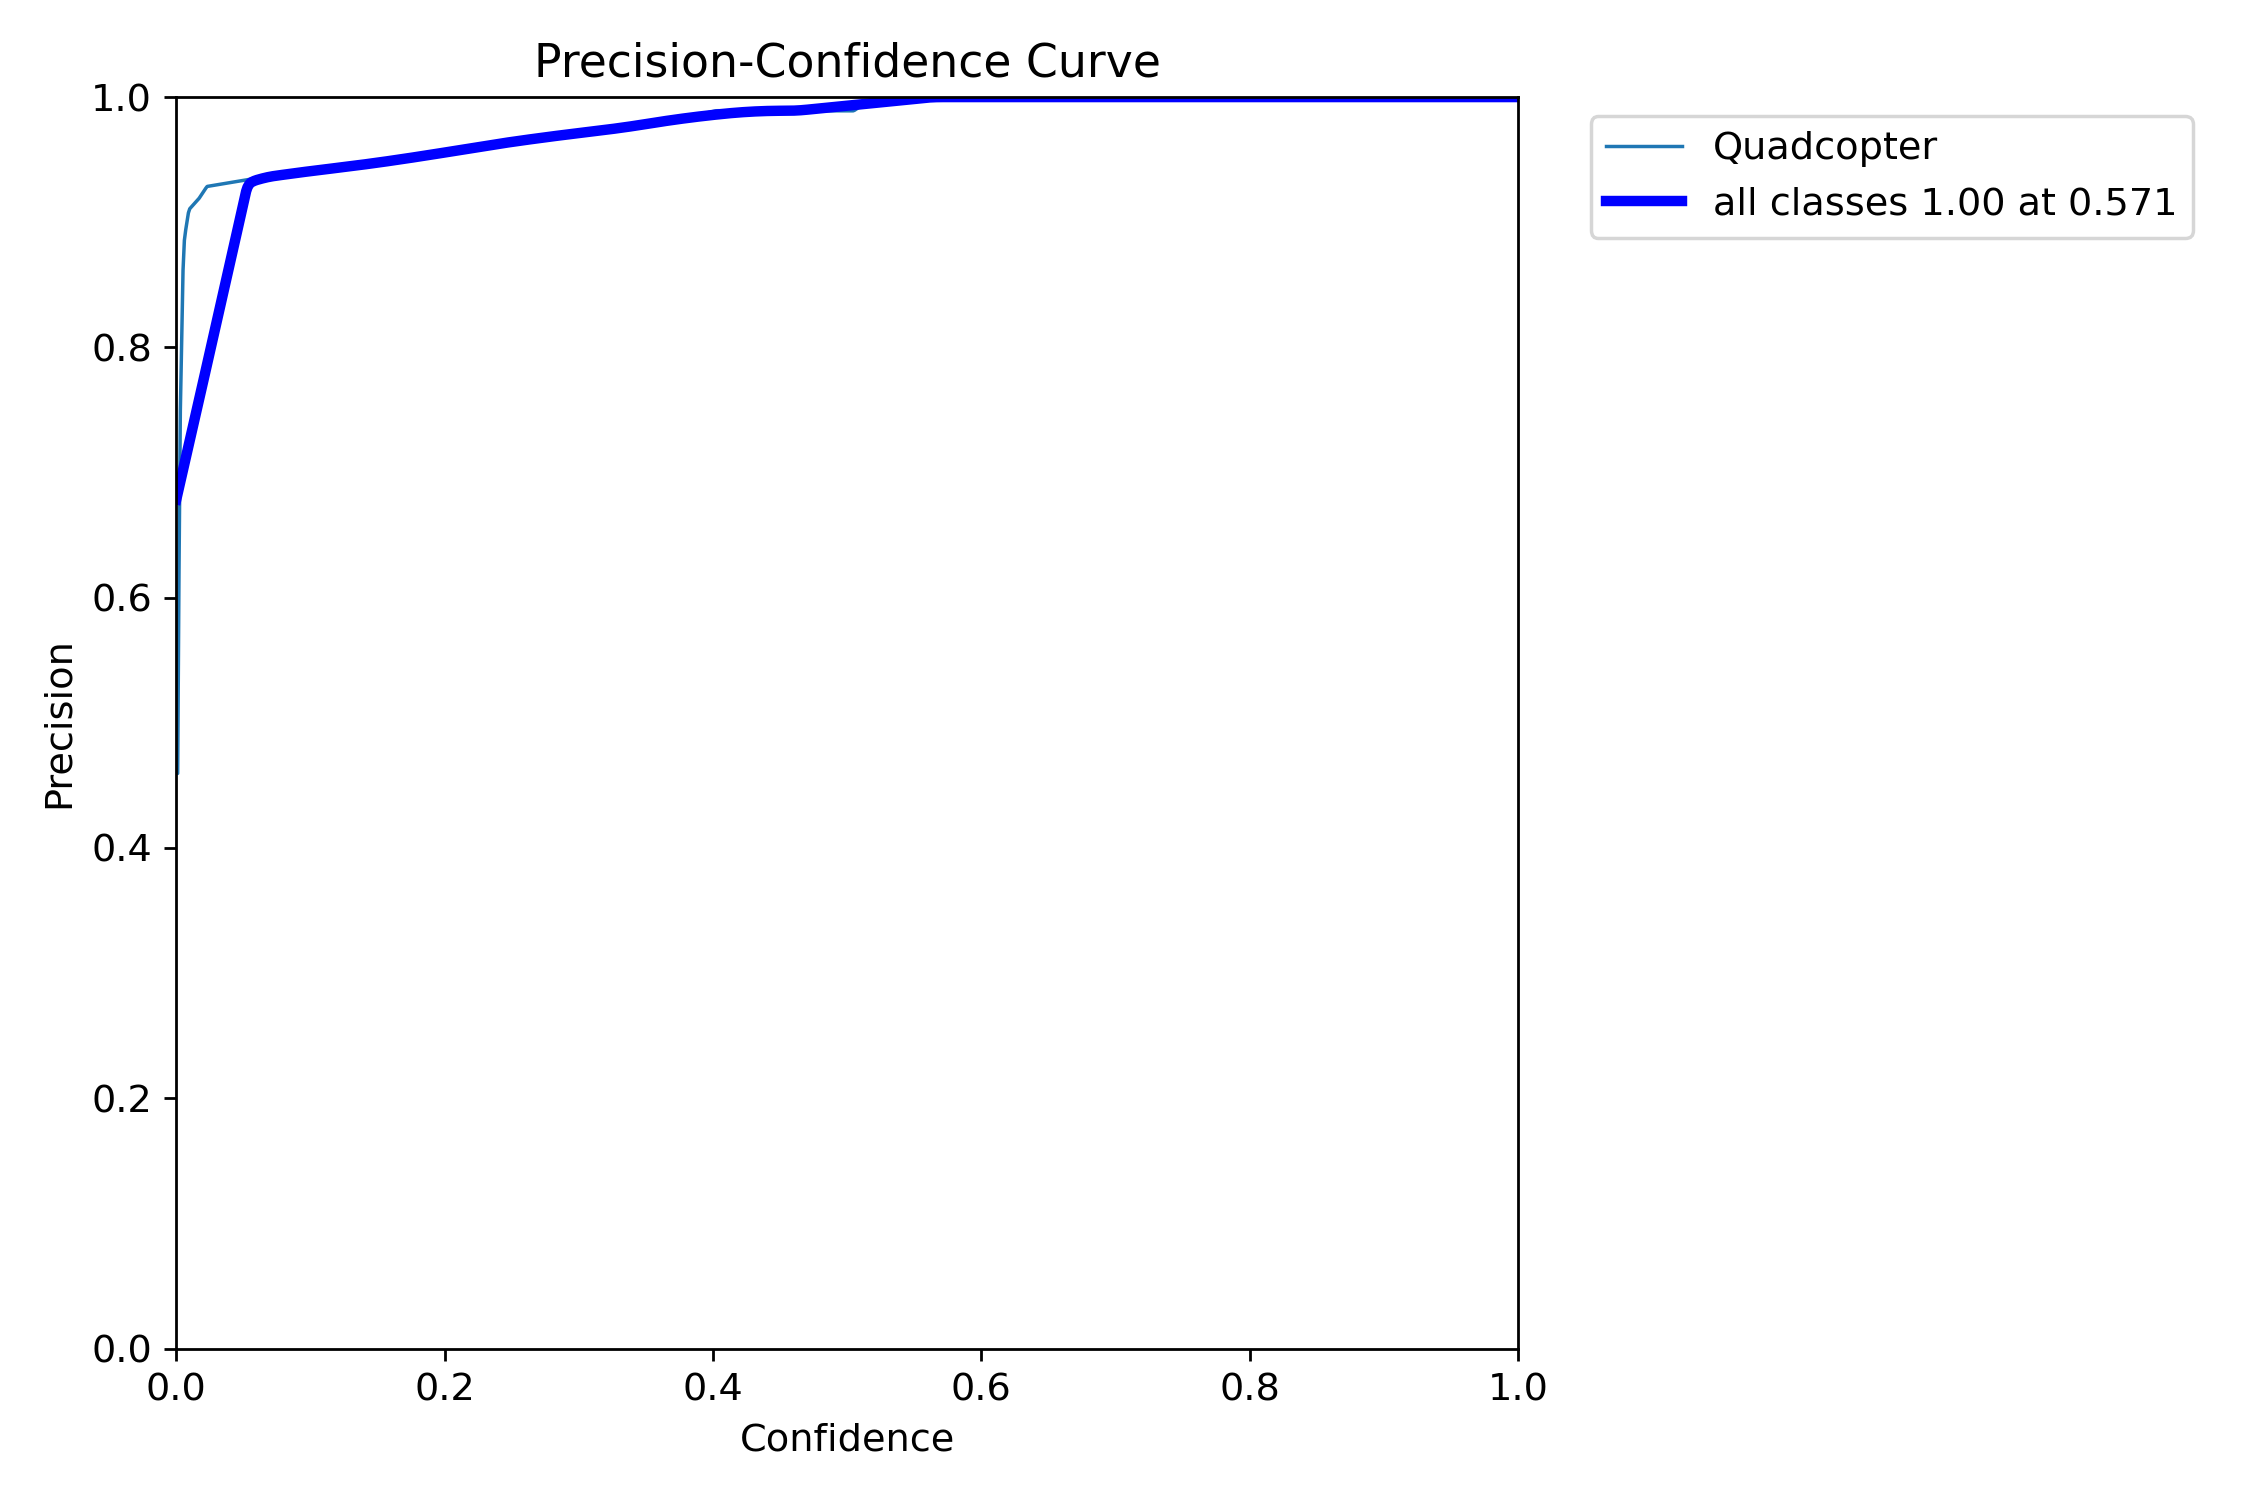 Precision-Confidence Curve
1.0
0.8
0.6
0.4
0.2
0.0
Precision
0.0 0.2 0.4 0.6 0.8 1.0
Confidence
Quadcopter
all classes 1.00 at 0.571